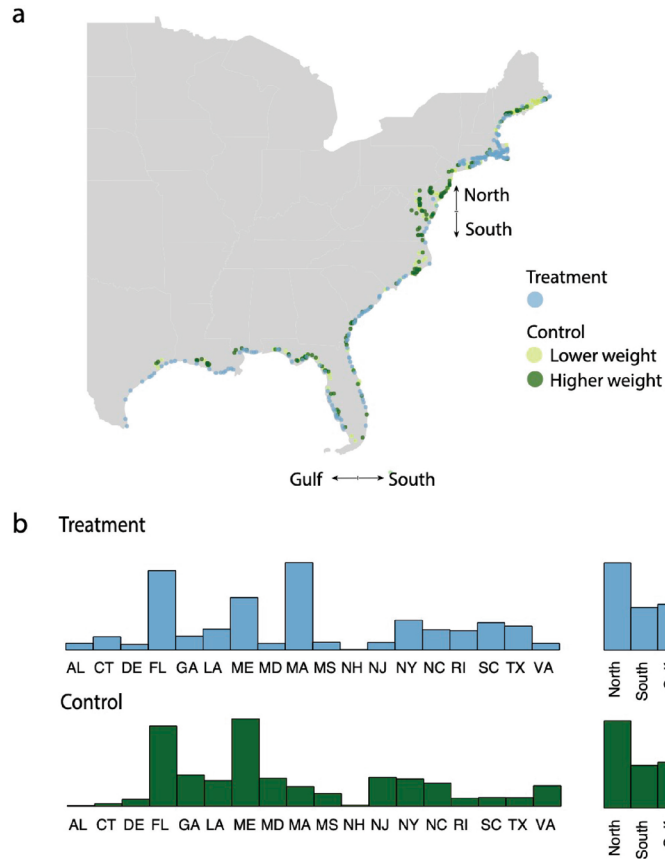 a
North
South
Treatment
Control
Lower weight
Higher weight
Gulf South
b
Treatment
AL CT DE FL GA LA ME MD MA MS NH NJ NY NC RI SC TX VA
North
South
Control
AL CT DE FL GA LA ME MD MA MS NH NJ NY NC RI SC TX VA
North
South